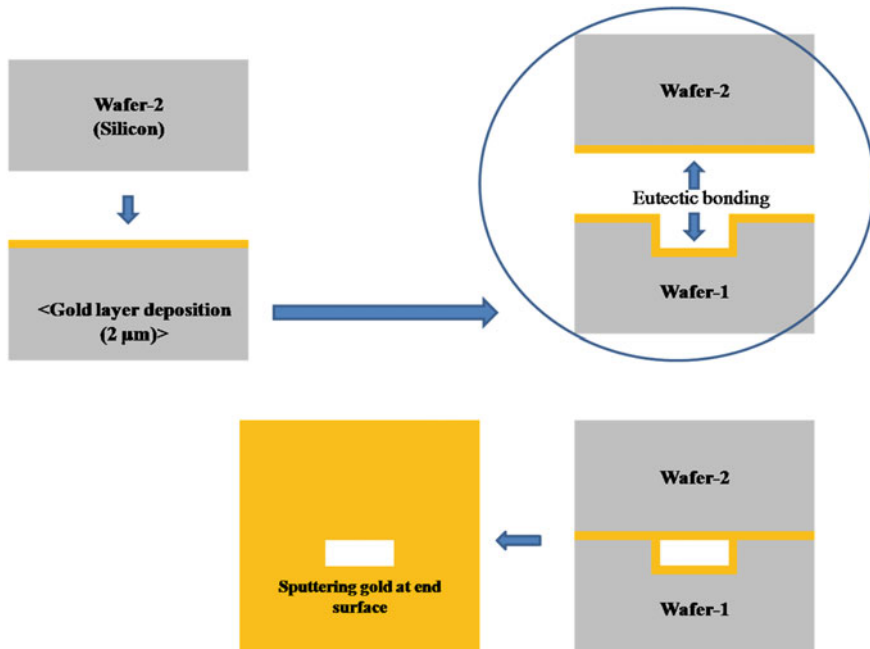 Wafer-2
(Silicon)
<Gold layer deposition
(2 μm)>
Wafer-2
Eutectic bonding
Wafer-1
Sputtering gold at end
surface
Wafer-2
Wafer-1